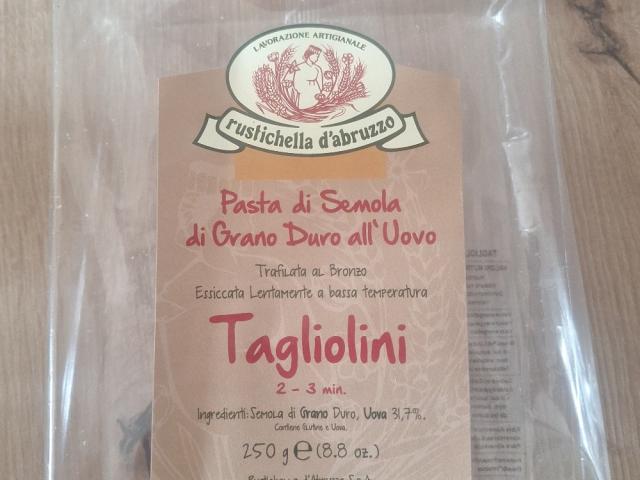 LAVORAZIONE ARTIGIANALE
rustichella d'abruzzo
Pasta di Semola
di Grano Duro all'Uovo
Trafilata al Bronzo
Essiccata Lentamente a bassa temperatura
Tagliolini
2 - 3 min.
Ingredienti: Semola di Grano Duro, Uova 31,7%.
Contiene Glutine e Uova.
250 g e (8.8 oz.)
TAGLIOL